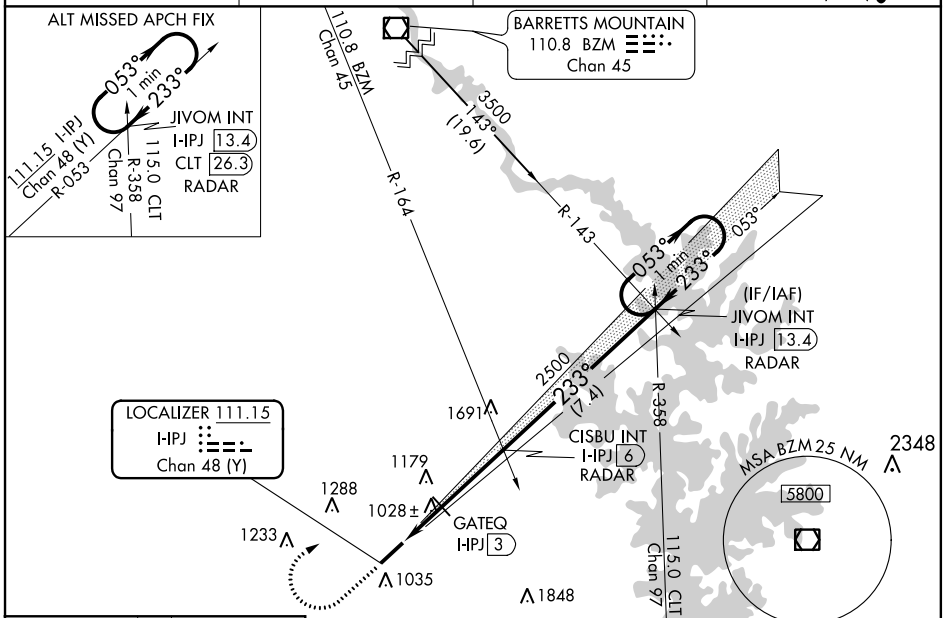 ALT MISSED APCH FIX
053°
1 min
233°
JIVOM INT
I-IPJ 13.4
CLT 26.3
RADAR
111.15 I-IPJ
Chan 48 (Y)
R-053
R-358
115.0 CLT
Chan 97
110.8 BZM
Chan 45
R-164
BARRETTS MOUNTAIN
110.8 BZM
Chan 45
3500
143°
(19.6)
R-143
053°
1 min
233°
053°
(IF/IAF)
JIVOM INT
I-IPJ 13.4
RADAR
2500
233°
(7.4)
R-358
115.0 CLT
Chan 97
1691
CISBU INT
I-IPJ 6
RADAR
LOCALIZER 111.15
I-IPJ
Chan 48 (Y)
1179
1288
1028±
GATEQ
I-IPJ 3
1233
1035
1848
MSA BZM 25 NM
5800
2348